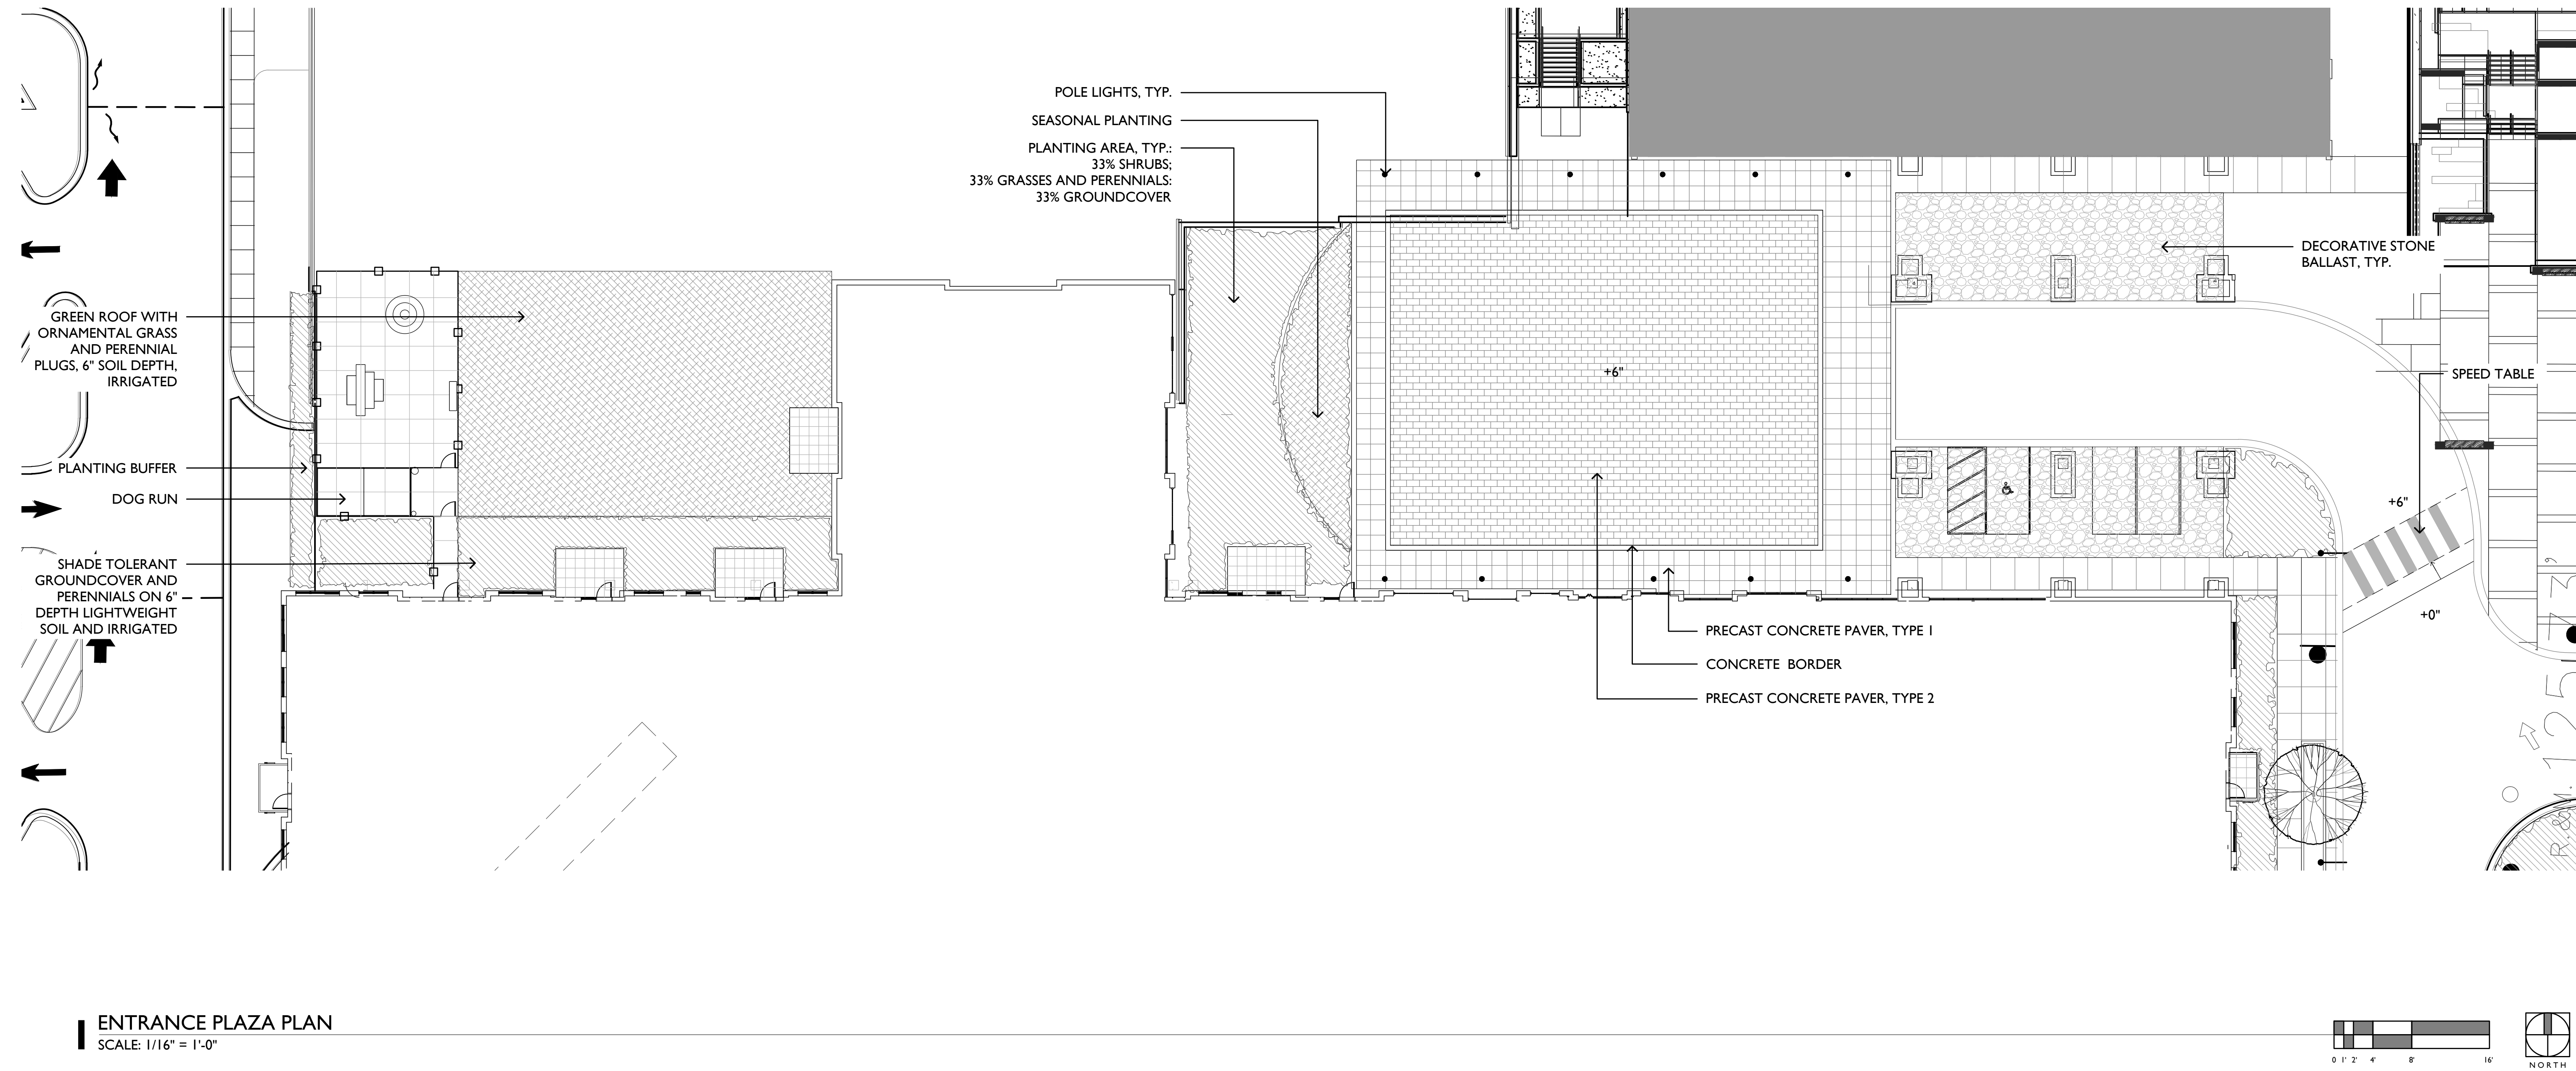 POLE LIGHTS, TYP.
SEASONAL PLANTING
PLANTING AREA, TYP.:
33% SHRUBS;
33% GRASSES AND PERENNIALS:
33% GROUNDCOVER
DECORATIVE STONE
BALLAST, TYP.
GREEN ROOF WITH
ORNAMENTAL GRASS
AND PERENNIAL
PLUGS, 6" SOIL DEPTH,
IRRIGATED
+6"
SPEED TABLE
PLANTING BUFFER
DOG RUN
+6"
SHADE TOLERANT
GROUNDCOVER AND
PERENNIALS ON 6"
DEPTH LIGHTWEIGHT
SOIL AND IRRIGATED
+0"
PRECAST CONCRETE PAVER, TYPE 1
CONCRETE BORDER
PRECAST CONCRETE PAVER, TYPE 2
125.73'
R.&M.
1
ENTRANCE PLAZA PLAN
SCALE: 1/16" = 1'-0"
0 1' 2' 4' 8' 16'
NORTH